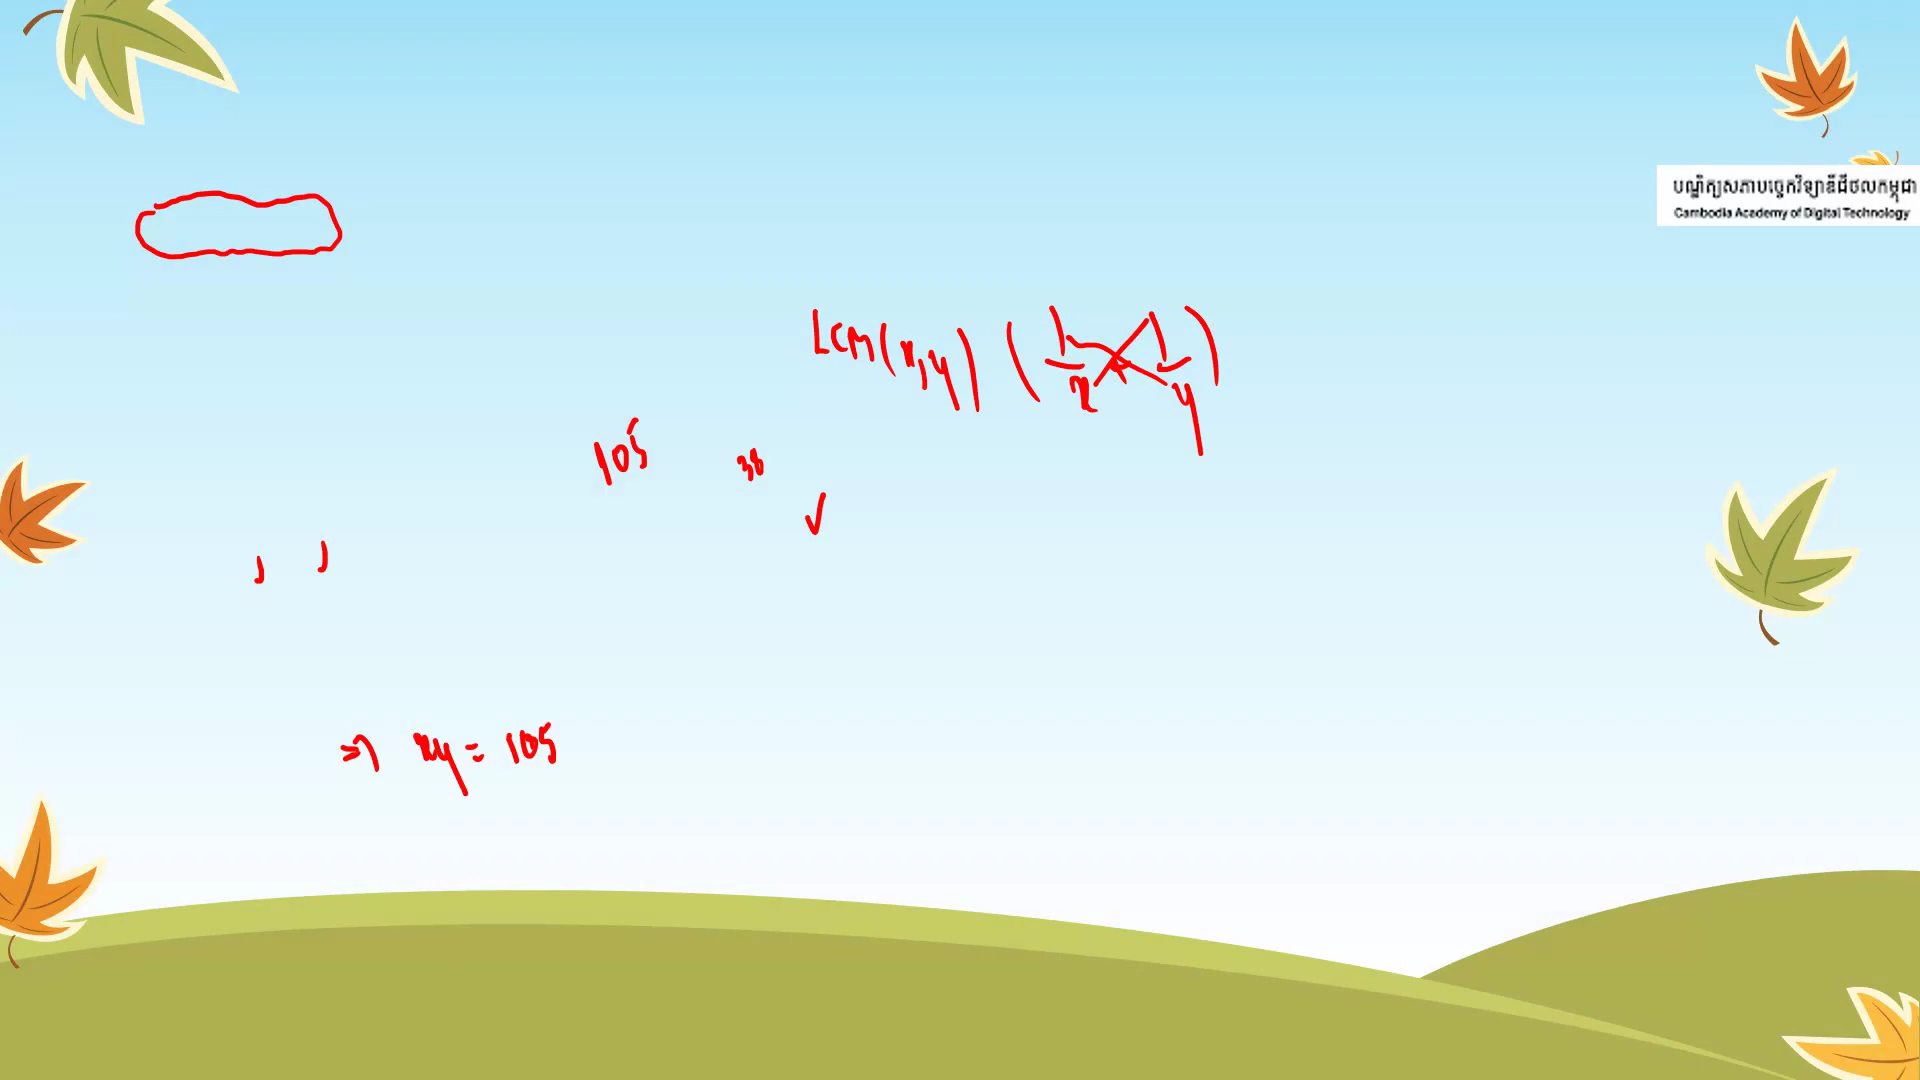 បណ្ឌិត្យសភាបច្ចេកវិទ្យាឌីជីថលកម្ពុជា
Cambodia Academy of Digital Technology
LCM(x,y) (1/x + 1/y)
105 38
✓
⇒ xy = 105